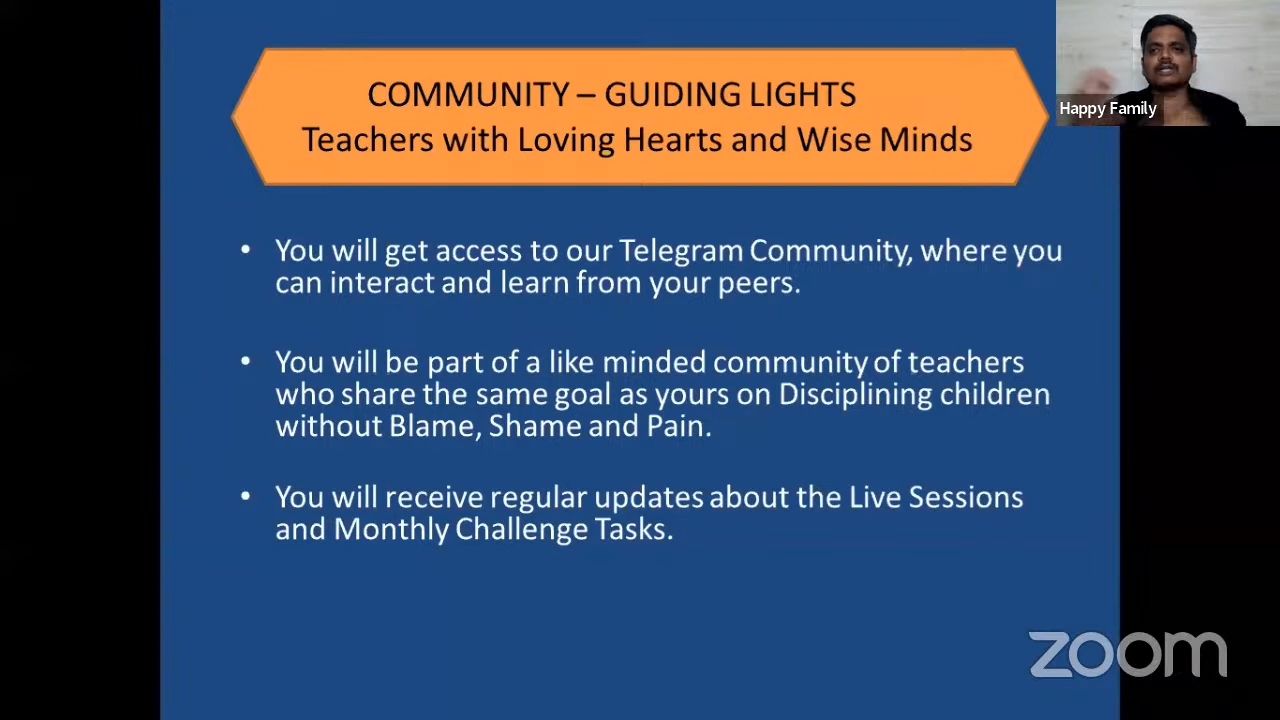 COMMUNITY – GUIDING LIGHTS
Teachers with Loving Hearts and Wise Minds
Happy Family
• You will get access to our Telegram Community, where you
can interact and learn from your peers.
• You will be part of a like minded community of teachers
who share the same goal as yours on Disciplining children
without Blame, Shame and Pain.
• You will receive regular updates about the Live Sessions
and Monthly Challenge Tasks.
zoom